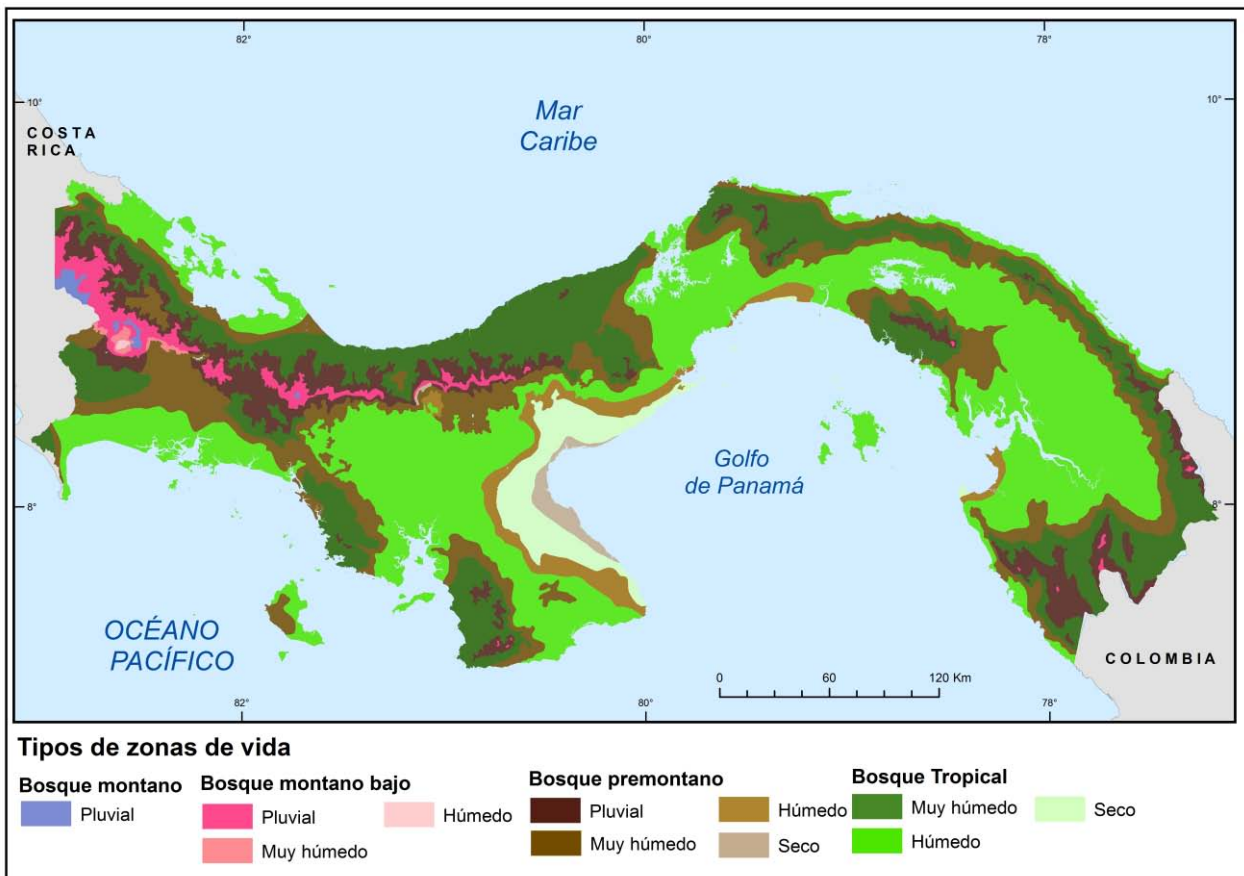 82°
80°
78°
10°
10°
COSTA
RICA
Mar
Caribe
Golfo
de Panamá
8°
8°
OCÉANO
PACÍFICO
COLOMBIA
0 60 120 Km
82°
80°
78°
Tipos de zonas de vida
Bosque montano
Pluvial
Bosque montano bajo
Pluvial
Húmedo
Muy húmedo
Bosque premontano
Pluvial
Húmedo
Muy húmedo
Seco
Bosque Tropical
Muy húmedo
Seco
Húmedo